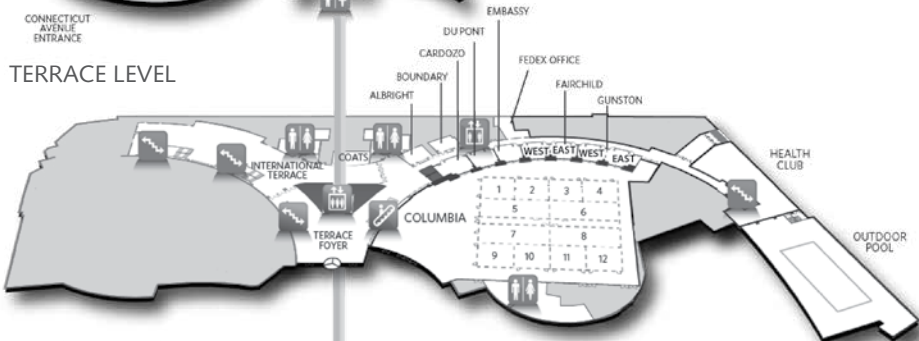 CONNECTICUT
AVENUE
ENTRANCE
TERRACE LEVEL
EMBASSY
DU PONT
CARDOZO
BOUNDARY
ALBRIGHT
FEDEX OFFICE
FAIRCHILD
GUNSTON
INTERNATIONAL
TERRACE
COATS
WEST EAST WEST EAST
HEALTH
CLUB
COLUMBIA
1 2 3 4
5 6
7 8
9 10 11 12
TERRACE
FOYER
OUTDOOR
POOL